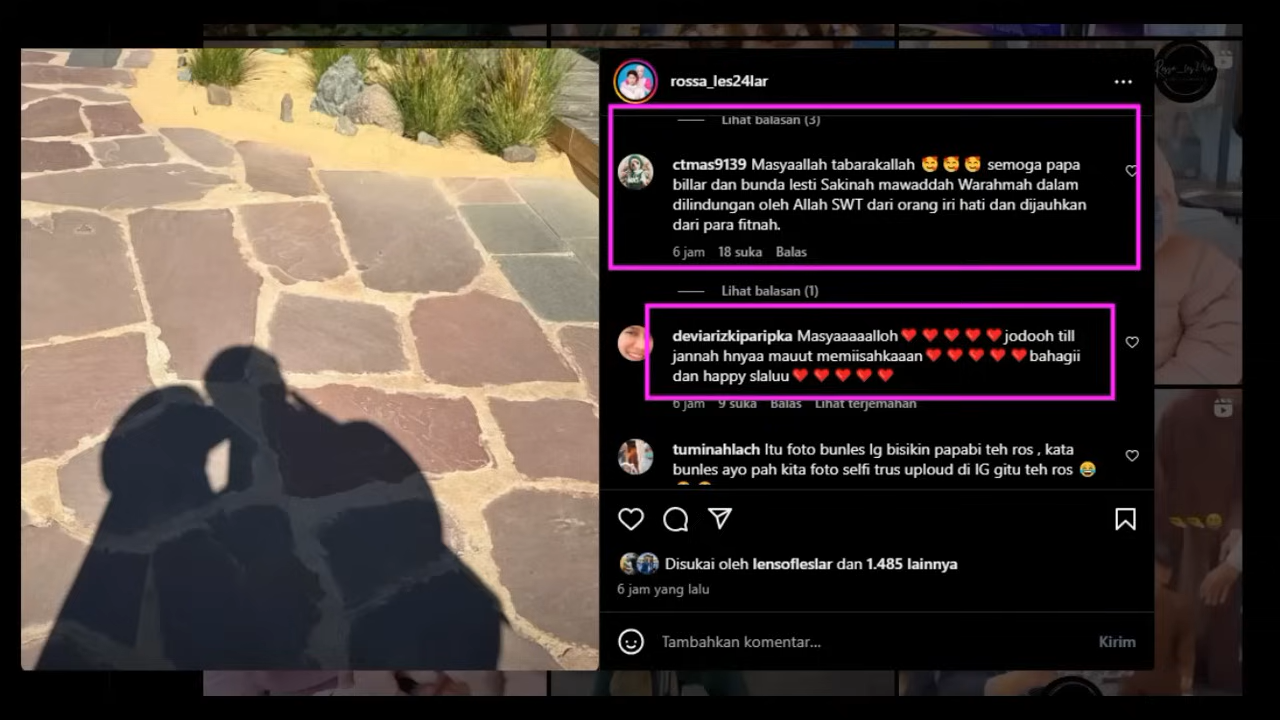 rossa_les24lar
Lihat balasan (3)
ctmas9139 Masyaallah tabarakallah 🥰🥰🥰 semoga papa
billar dan bunda lesti Sakinah mawaddah Warahmah dalam
dilindungan oleh Allah SWT dari orang iri hati dan dijauhkan
dari para fitnah.
6 jam 18 suka Balas
Lihat balasan (1)
deviarizkiparipka Masyaaaaalloh❤️❤️❤️❤️❤️jodooh till
jannah hnyaa mauut memiisahkaaan❤️❤️❤️❤️❤️bahagii
dan happy slaluu❤️❤️❤️❤️❤️
6 jam 9 suka Balas Lihat terjemahan
tuminahlach Itu foto bunles lg bisikin papabi teh ros , kata
bunles ayo pah kita foto selfi trus uploud di IG gitu teh ros 😂
Disukai oleh lensofleslar dan 1.485 lainnya
6 jam yang lalu
Tambahkan komentar...
Kirim